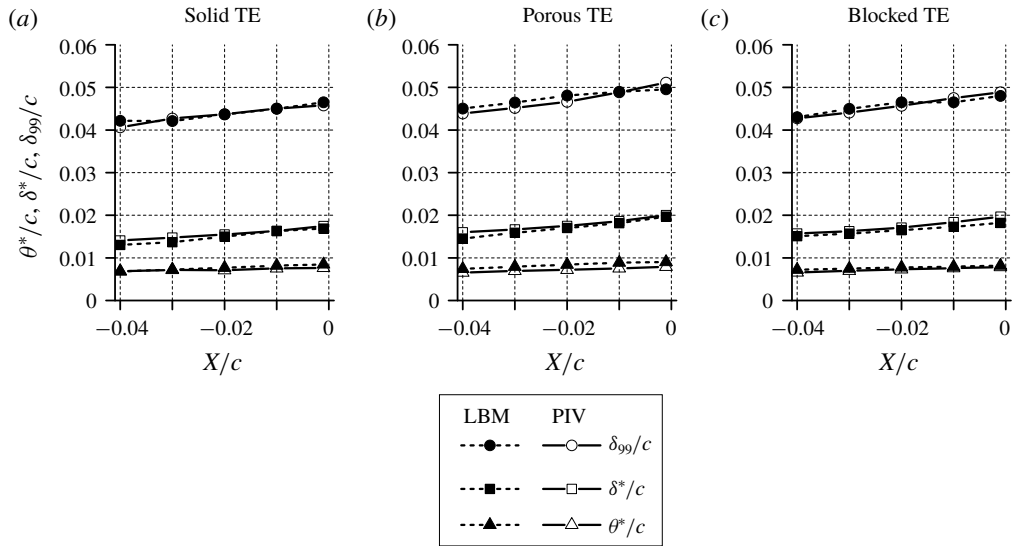 (a) Solid TE (b) Porous TE (c) Blocked TE
0.06 0.06 0.06
0.05 0.05 0.05
0.04 0.04 0.04
0.03 0.03 0.03
0.02 0.02 0.02
0.01 0.01 0.01
0 0 0
θ*/c, δ*/c, δ99/c
−0.04 −0.02 0 −0.04 −0.02 0 −0.04 −0.02 0
X/c X/c X/c
LBM PIV
δ99/c
δ*/c
θ*/c